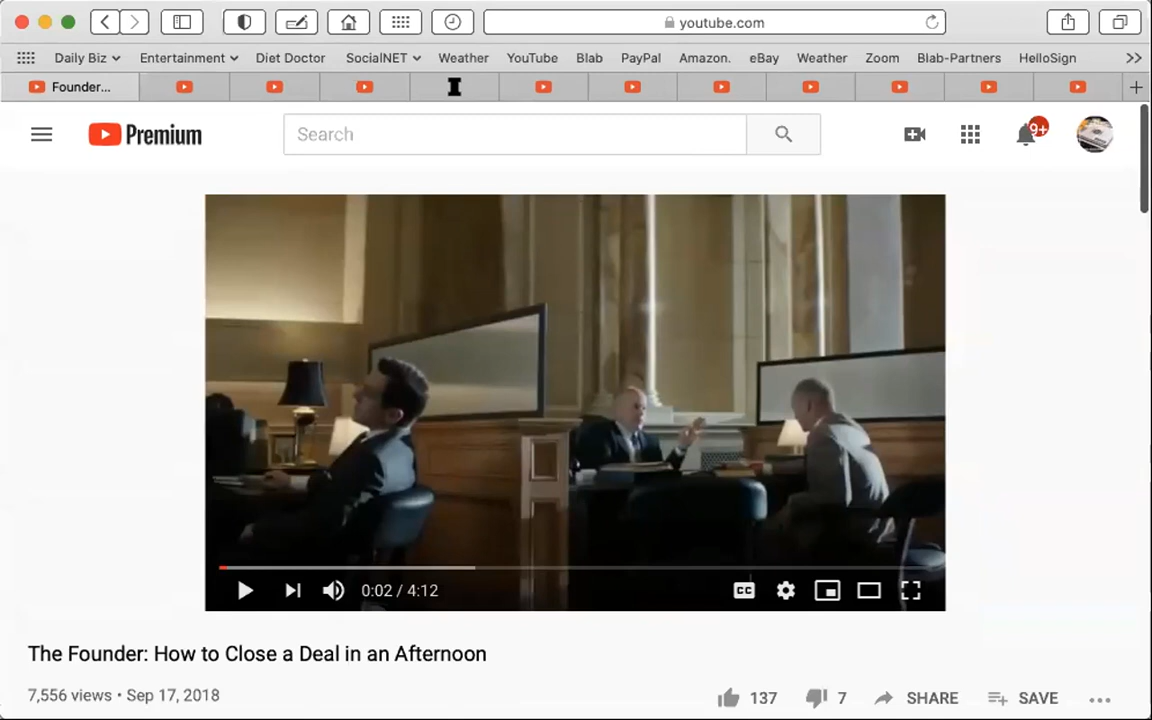 youtube.com
Daily Biz Entertainment Diet Doctor SocialNET Weather YouTube Blab PayPal Amazon. eBay Weather Zoom Blab-Partners HelloSign
Founder...
Premium Search 9+
CC
0:02 / 4:12
The Founder: How to Close a Deal in an Afternoon
7,556 views • Sep 17, 2018 137 7 SHARE SAVE